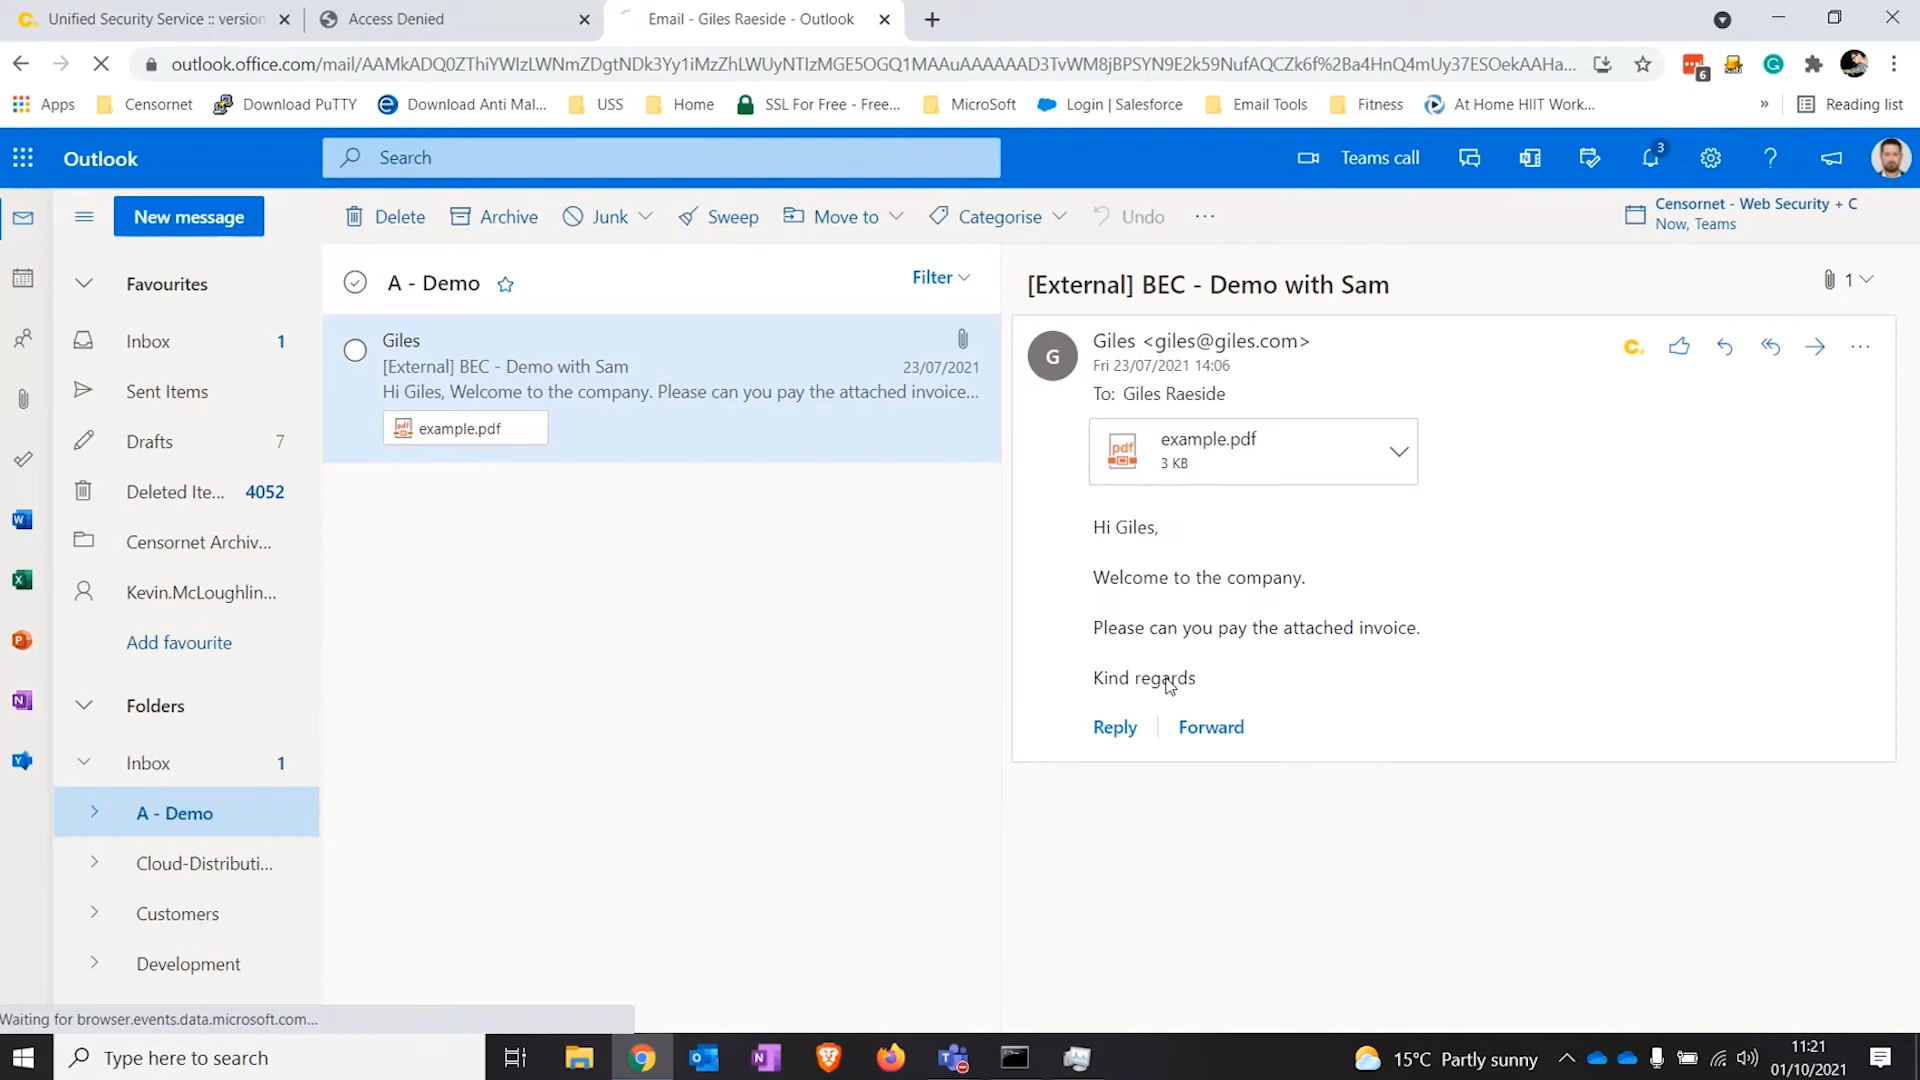 Unified Security Service :: version
Access Denied
Email - Giles Raeside - Outlook
outlook.office.com/mail/AAMkADQ0ZThiYWIzLWNmZDgtNDk3Yy1iMzZhLWUyNTIzMGE5OGQ1MAAuAAAAAAD3TvWM8jBPSYN9E2k59NufAQCZk6f%2Ba4HnQ4mUy37ESOekAAHa...
6
Apps
Censornet
Download PuTTY
Download Anti Mal...
USS
Home
SSL For Free - Free...
MicroSoft
Login | Salesforce
Email Tools
Fitness
At Home HIIT Work...
»
Reading list
Outlook
Search
Teams call
3
New message
Delete
Archive
Junk
Sweep
Move to
Categorise
Undo
...
Censornet - Web Security + C
Now, Teams
Favourites
Inbox 1
Sent Items
Drafts 7
Deleted Ite... 4052
Censornet Archiv...
Kevin.McLoughlin...
Add favourite
Folders
Inbox 1
A - Demo
Cloud-Distributi...
Customers
Development
A - Demo
Filter
Giles
[External] BEC - Demo with Sam 23/07/2021
Hi Giles, Welcome to the company. Please can you pay the attached invoice...
pdf example.pdf
[External] BEC - Demo with Sam
1
G
Giles <giles@giles.com>
Fri 23/07/2021 14:06
To: Giles Raeside
C.
...
pdf
example.pdf
3 KB
Hi Giles,
Welcome to the company.
Please can you pay the attached invoice.
Kind regards
Reply
Forward
Waiting for browser.events.data.microsoft.com...
Type here to search
15°C Partly sunny
11:21
01/10/2021